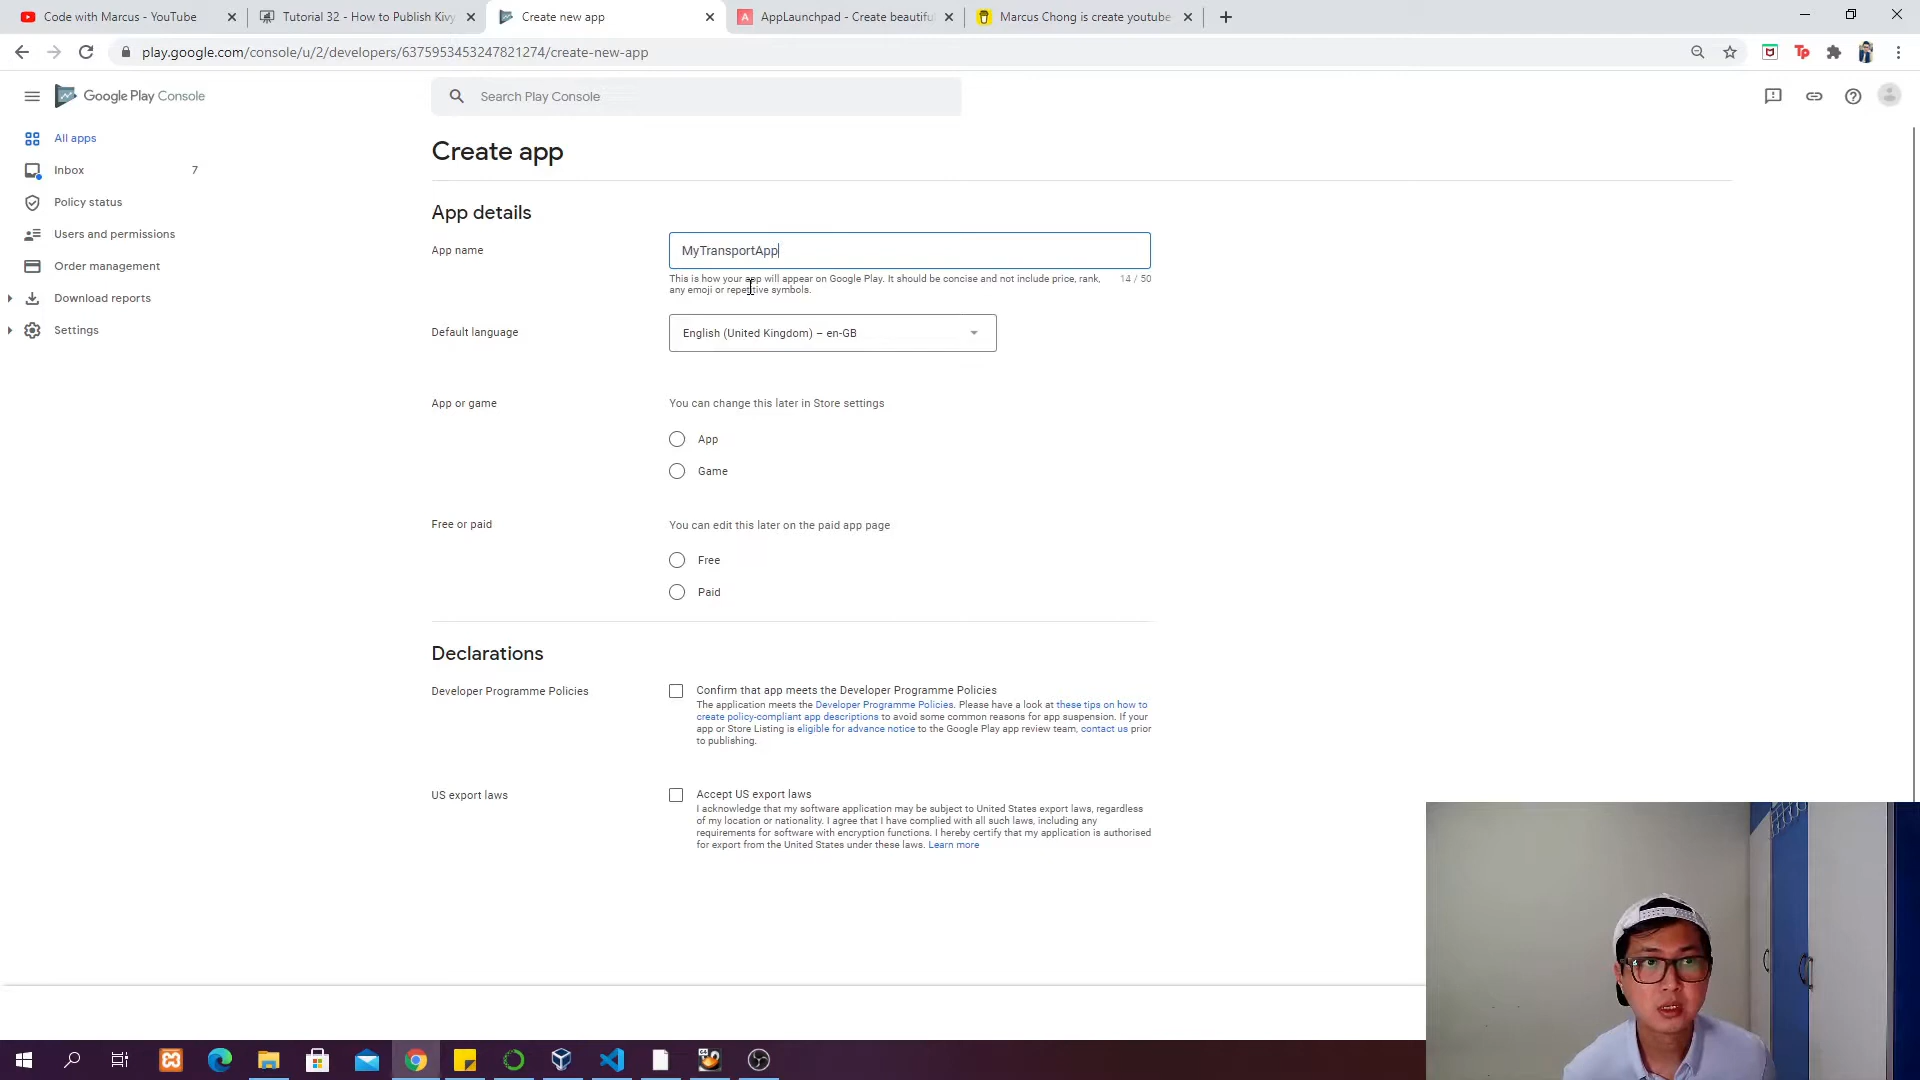 Code with Marcus - YouTube
Tutorial 32 - How to Publish Kivy
Create new app
AppLaunchpad - Create beautiful
Marcus Chong is create youtube
play.google.com/console/u/2/developers/6375953453247821274/create-new-app
Google Play Console
Search Play Console
All apps
Inbox 7
Policy status
Users and permissions
Order management
Download reports
Settings
Create app
App details
App name
MyTransportApp
This is how your app will appear on Google Play. It should be concise and not include price, rank, 14 / 50
any emoji or repetitive symbols.
Default language
English (United Kingdom) – en-GB
App or game
You can change this later in Store settings
App
Game
Free or paid
You can edit this later on the paid app page
Free
Paid
Declarations
Developer Programme Policies
Confirm that app meets the Developer Programme Policies
The application meets the Developer Programme Policies. Please have a look at these tips on how to
create policy-compliant app descriptions to avoid some common reasons for app suspension. If your
app or Store Listing is eligible for advance notice to the Google Play app review team, contact us prior
to publishing.
US export laws
Accept US export laws
I acknowledge that my software application may be subject to United States export laws, regardless
of my location or nationality. I agree that I have complied with all such laws, including any
requirements for software with encryption functions. I hereby certify that my application is authorised
for export from the United States under these laws. Learn more